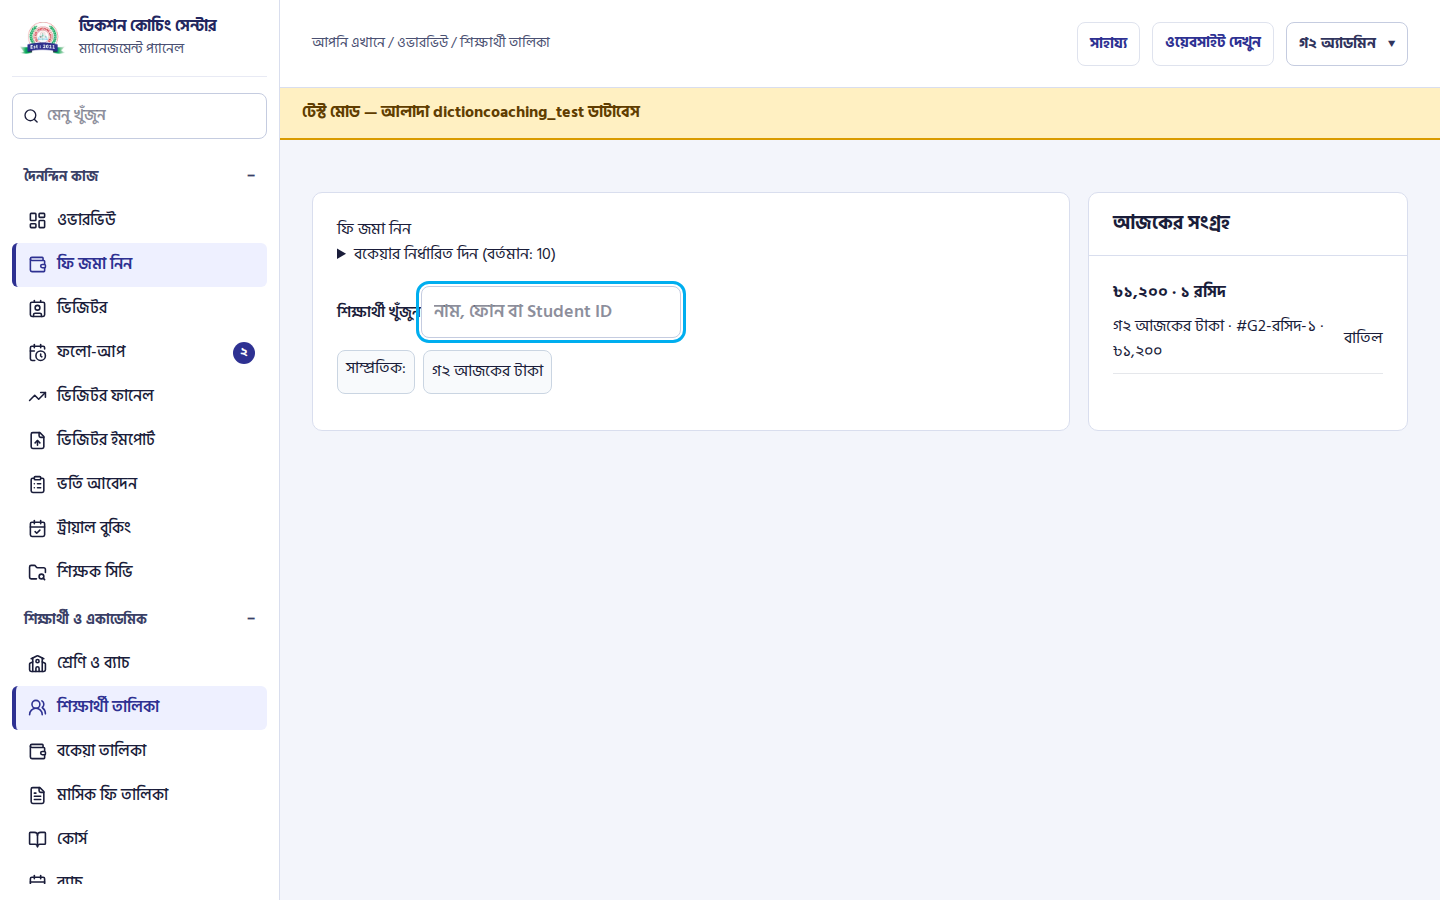 ডিকশন কোচিং সেন্টার
ম্যানেজমেন্ট প্যানেল
Est : 2011
মেনু খুঁজুন
দৈনন্দিন কাজ −
ওভারভিউ
ফি জমা নিন
ভিজিটর
ফলো-আপ ২
ভিজিটর ফানেল
ভিজিটর ইমপোর্ট
ভর্তি আবেদন
ট্রায়াল বুকিং
শিক্ষক সিভি
শিক্ষার্থী ও একাডেমিক −
শ্রেণি ও ব্যাচ
শিক্ষার্থী তালিকা
বকেয়া তালিকা
মাসিক ফি তালিকা
কোর্স
ব্যাচ
আপনি এখানে / ওভারভিউ / শিক্ষার্থী তালিকা
সাহায্য
ওয়েবসাইট দেখুন
গ২ অ্যাডমিন ▾
টেস্ট মোড — আলাদা dictioncoaching_test ডাটাবেস
ফি জমা নিন
▶ বকেয়ার নির্ধারিত দিন (বর্তমান: 10)
শিক্ষার্থী খুঁজুন নাম, ফোন বা Student ID
সাম্প্রতিক: গ২ আজকের টাকা
আজকের সংগ্রহ
৳১,২০০ · ১ রসিদ
গ২ আজকের টাকা · #G2-রসিদ-১ ·
৳১,২০০
বাতিল